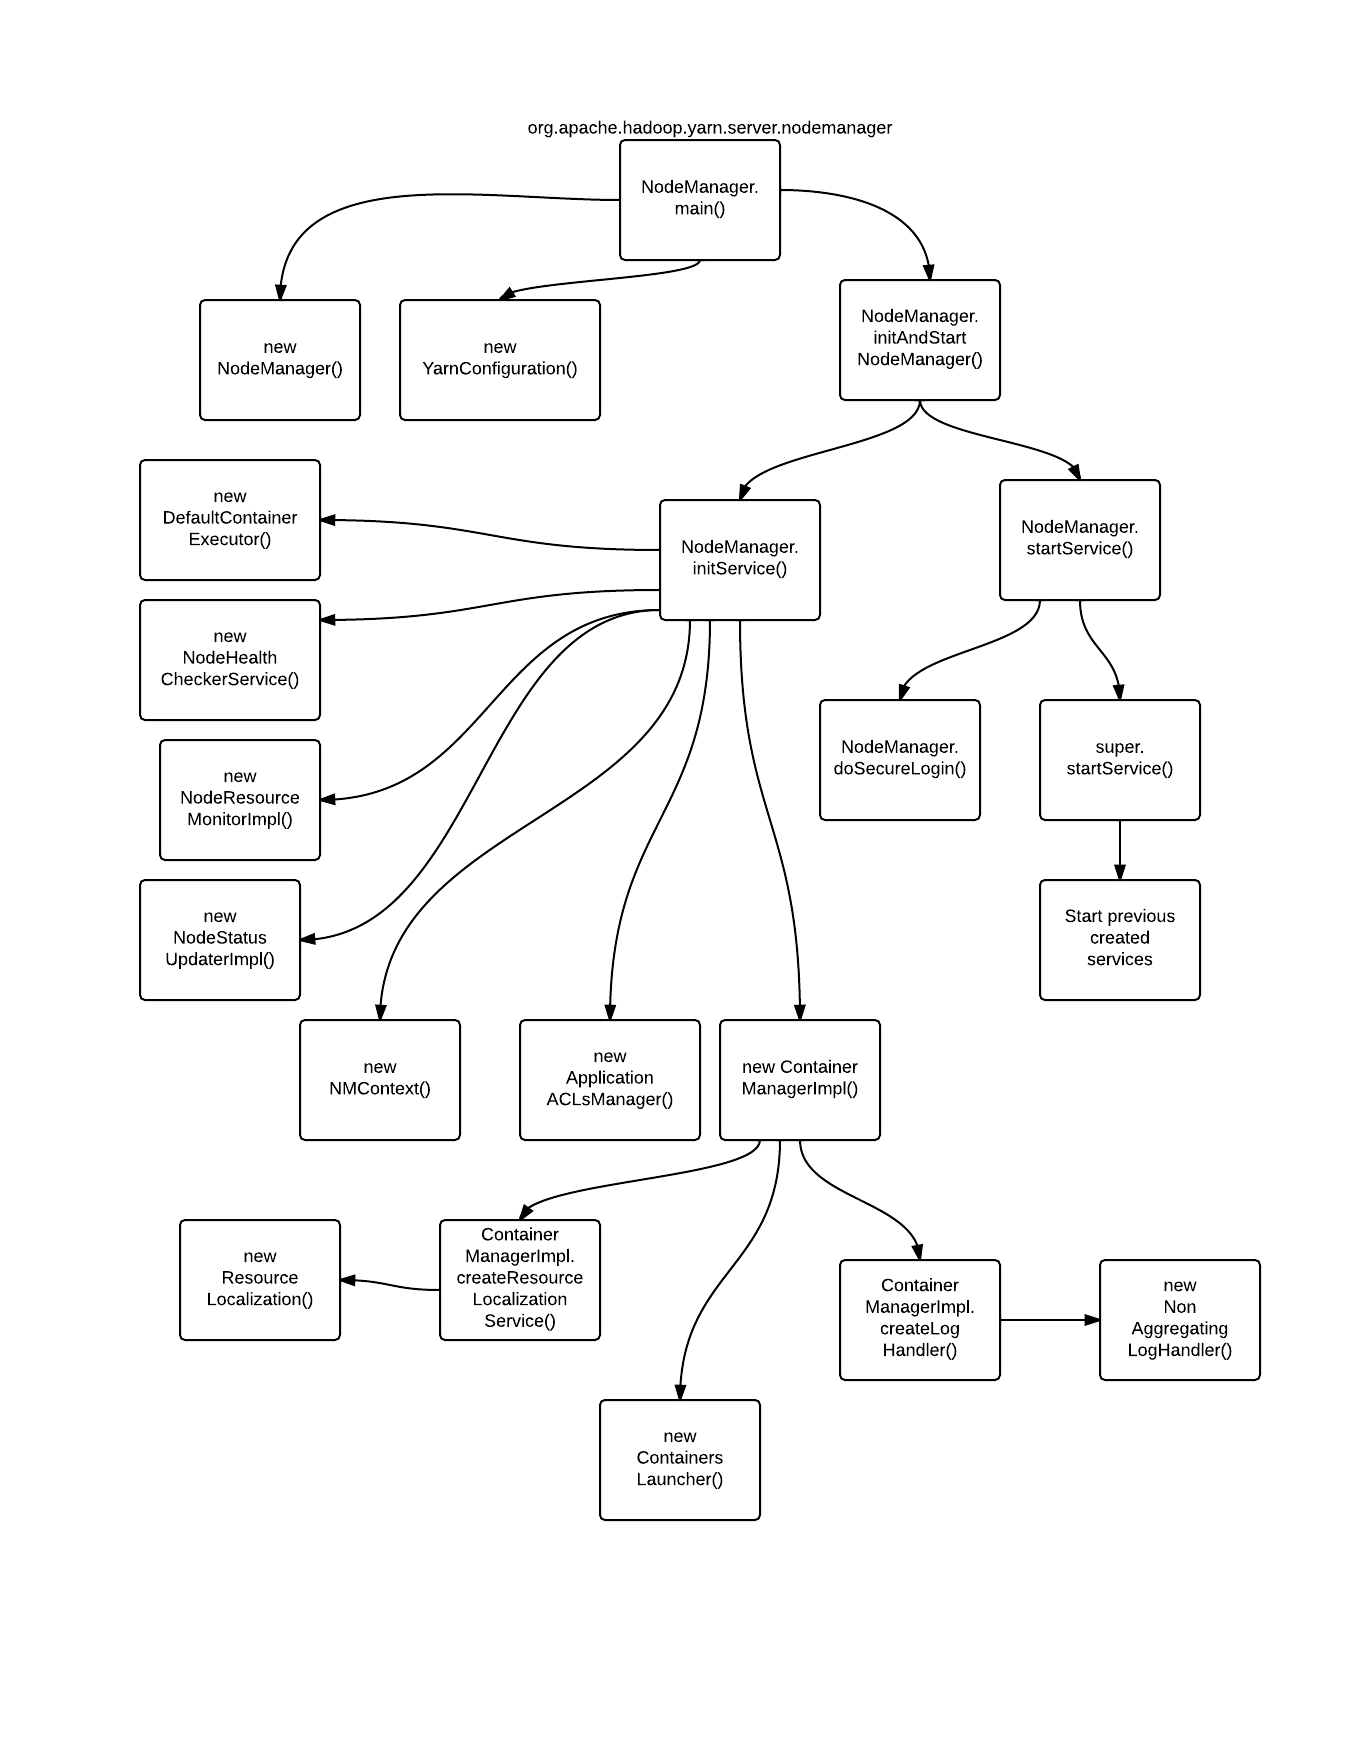 org.apache.hadoop.yarn.server.nodemanager
NodeManager.
main()
new
NodeManager()
new
YarnConfiguration()
NodeManager.
initAndStart
NodeManager()
new
DefaultContainer
Executor()
NodeManager.
initService()
NodeManager.
startService()
new
NodeHealth
CheckerService()
new
NodeResource
MonitorImpl()
NodeManager.
doSecureLogin()
super.
startService()
new
NodeStatus
UpdaterImpl()
Start previous
created
services
new
NMContext()
new
Application
ACLsManager()
new Container
ManagerImpl()
new
Resource
Localization()
Container
ManagerImpl.
createResource
Localization
Service()
Container
ManagerImpl.
createLog
Handler()
new
Non
Aggregating
LogHandler()
new
Containers
Launcher()